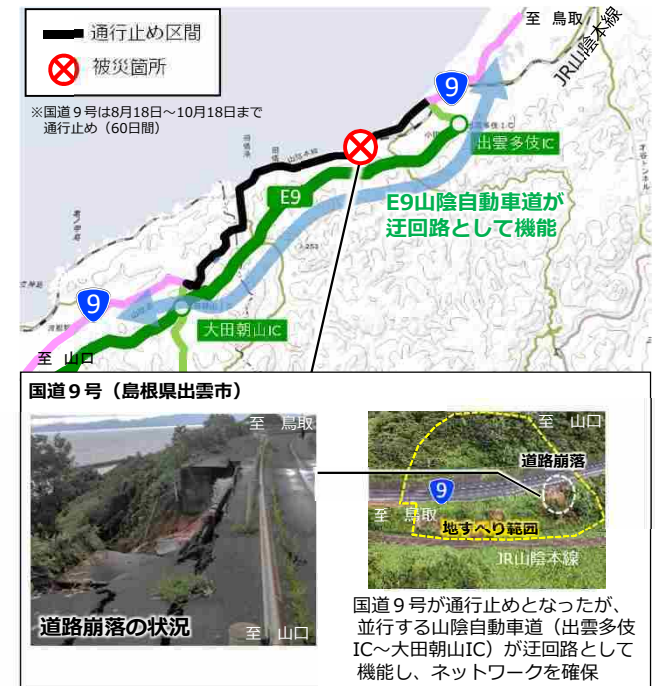 通行止め区間
被災箇所
※国道９号は8月18日～10月18日まで
通行止め（60日間）
至 鳥取
JR山陰本線
9
出雲多伎IC
E9
E9山陰自動車道が
迂回路として機能
9
大田朝山IC
至 山口
国道９号（島根県出雲市）
至 鳥取
道路崩落の状況
至 山口
至 山口
道路崩落
9
至 鳥取
地すべり範囲
JR山陰本線
国道９号が通行止めとなったが、
並行する山陰自動車道（出雲多伎
IC～大田朝山IC）が迂回路として
機能し、ネットワークを確保